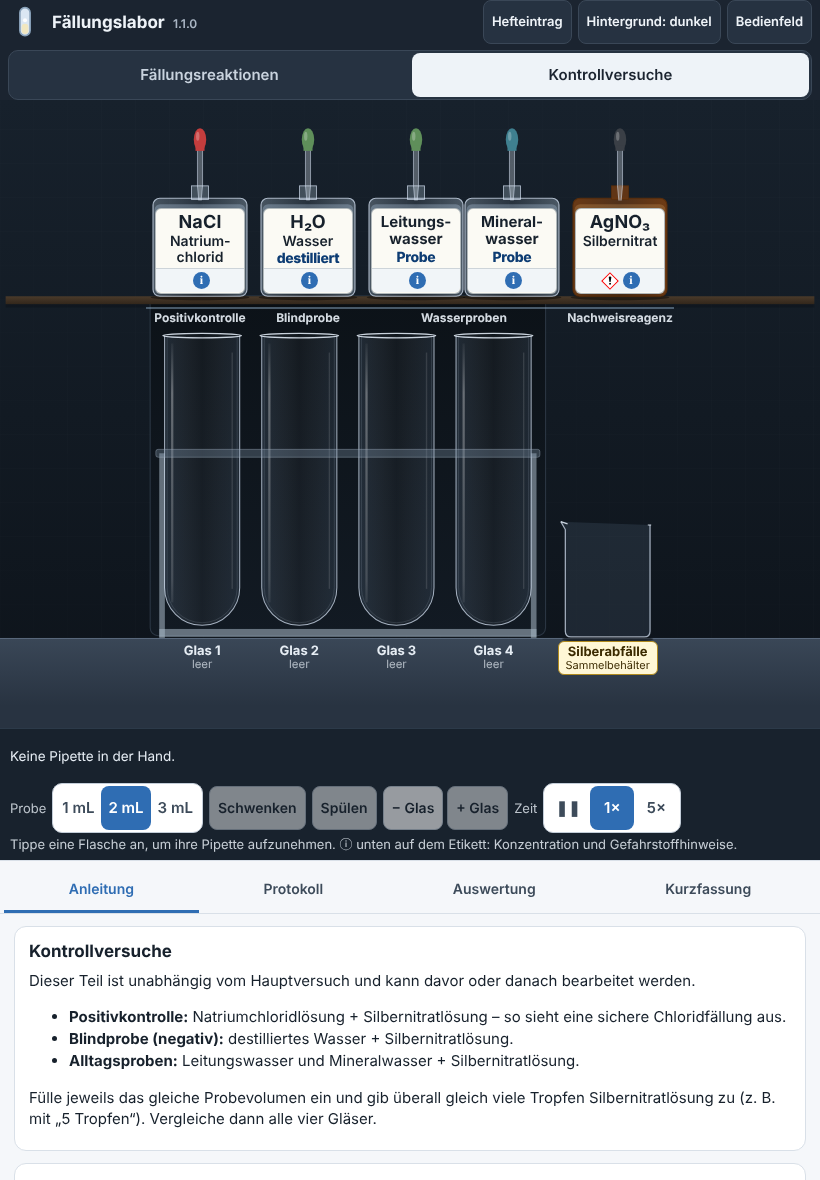 Fällungslabor 1.1.0
Hefteintrag
Hintergrund: dunkel
Bedienfeld
Fällungsreaktionen
Kontrollversuche
NaCl
Natrium-
chlorid
i
H₂O
Wasser
destilliert
i
Leitungs-
wasser
Probe
i
Mineral-
wasser
Probe
i
AgNO₃
Silbernitrat
! i
Positivkontrolle
Blindprobe
Wasserproben
Nachweisreagenz
Glas 1
leer
Glas 2
leer
Glas 3
leer
Glas 4
leer
Silberabfälle
Sammelbehälter
Keine Pipette in der Hand.
Probe 1 mL 2 mL 3 mL Schwenken Spülen − Glas + Glas Zeit ❚❚ 1× 5×
Tippe eine Flasche an, um ihre Pipette aufzunehmen. ⓘ unten auf dem Etikett: Konzentration und Gefahrstoffhinweise.
Anleitung
Protokoll
Auswertung
Kurzfassung
Kontrollversuche
Dieser Teil ist unabhängig vom Hauptversuch und kann davor oder danach bearbeitet werden.
• Positivkontrolle: Natriumchloridlösung + Silbernitratlösung – so sieht eine sichere Chloridfällung aus.
• Blindprobe (negativ): destilliertes Wasser + Silbernitratlösung.
• Alltagsproben: Leitungswasser und Mineralwasser + Silbernitratlösung.
Fülle jeweils das gleiche Probevolumen ein und gib überall gleich viele Tropfen Silbernitratlösung zu (z. B.
mit „5 Tropfen“). Vergleiche dann alle vier Gläser.